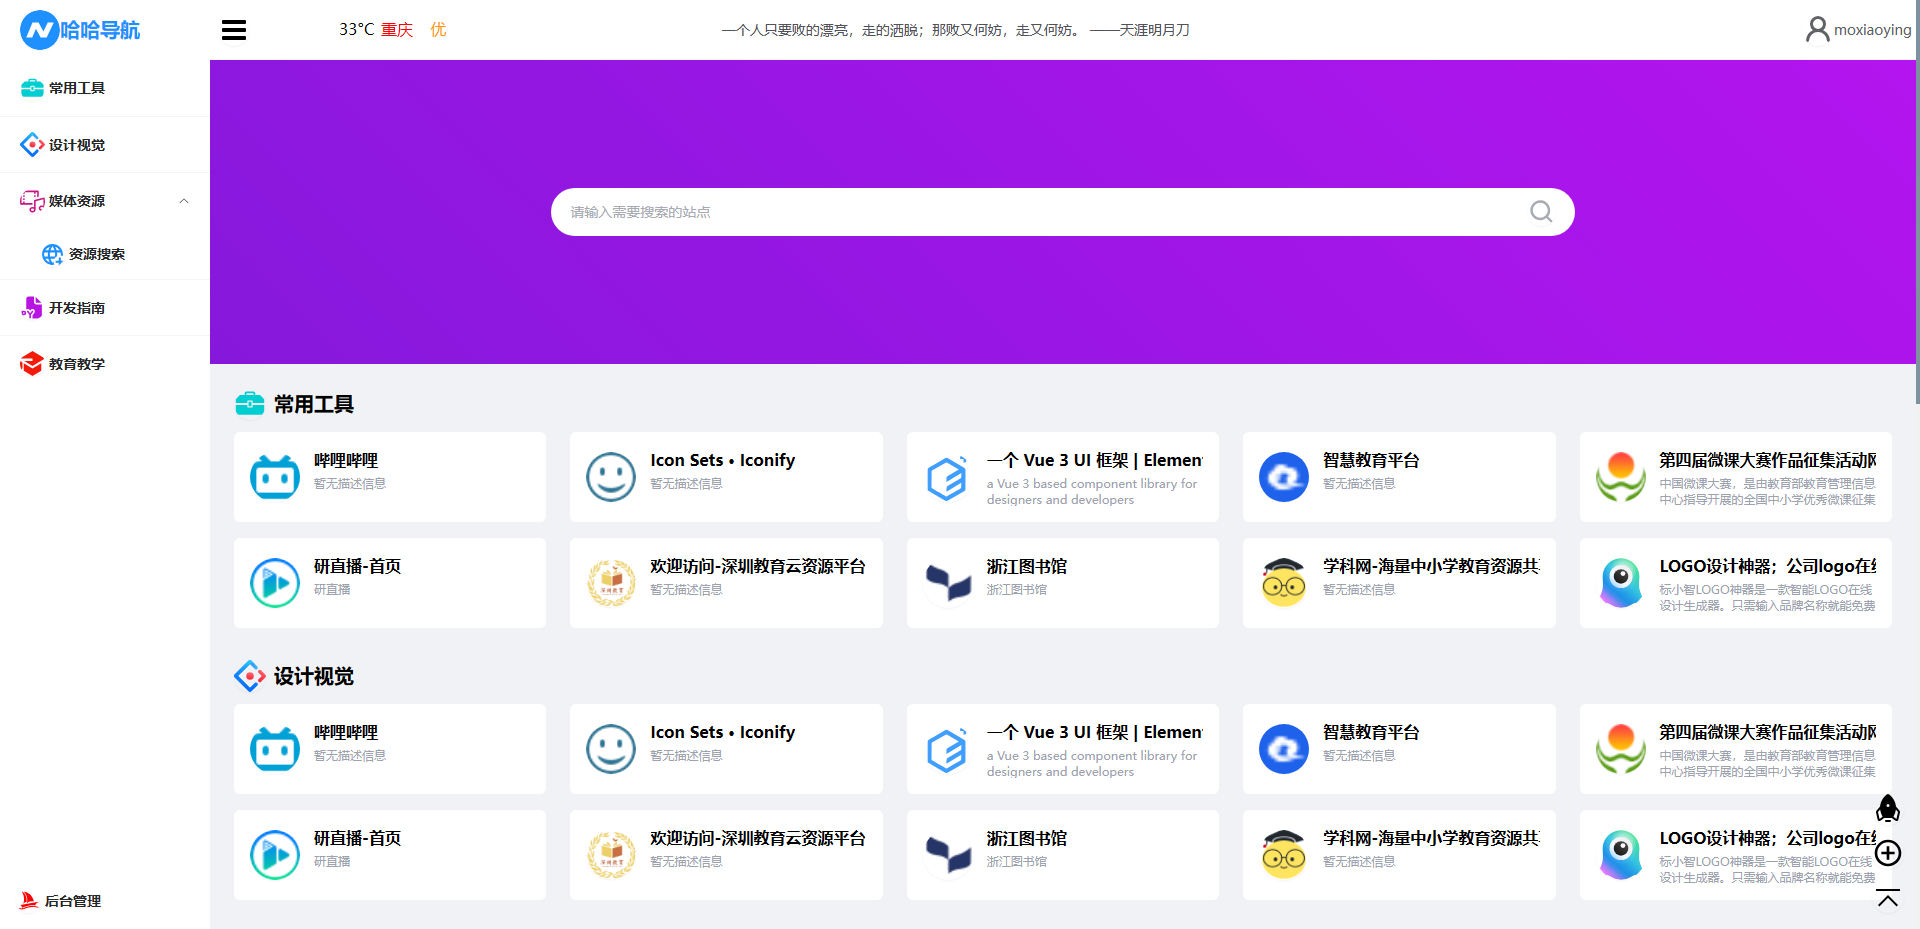 哈哈导航
33°C 重庆 优
一个人只要败的漂亮，走的洒脱；那败又何妨，走又何妨。 ——天涯明月刀
moxiaoying
常用工具
设计视觉
媒体资源
资源搜索
开发指南
教育教学
后台管理
请输入需要搜索的站点
常用工具
哔哩哔哩
暂无描述信息
Icon Sets • Iconify
暂无描述信息
一个 Vue 3 UI 框架 | Elemen
a Vue 3 based component library for
designers and developers
智慧教育平台
暂无描述信息
第四届微课大赛作品征集活动网
中国微课大赛，是由教育部教育管理信息
中心指导开展的全国中小学优秀微课征集
研直播-首页
研直播
欢迎访问-深圳教育云资源平台
暂无描述信息
浙江图书馆
浙江图书馆
学科网-海量中小学教育资源共
暂无描述信息
LOGO设计神器；公司logo在线
标小智LOGO神器是一款智能LOGO在线
设计生成器。只需输入品牌名称就能免费
设计视觉
哔哩哔哩
暂无描述信息
Icon Sets • Iconify
暂无描述信息
一个 Vue 3 UI 框架 | Elemen
a Vue 3 based component library for
designers and developers
智慧教育平台
暂无描述信息
第四届微课大赛作品征集活动网
中国微课大赛，是由教育部教育管理信息
中心指导开展的全国中小学优秀微课征集
研直播-首页
研直播
欢迎访问-深圳教育云资源平台
暂无描述信息
浙江图书馆
浙江图书馆
学科网-海量中小学教育资源共
暂无描述信息
LOGO设计神器；公司logo在线
标小智LOGO神器是一款智能LOGO在线
设计生成器。只需输入品牌名称就能免费